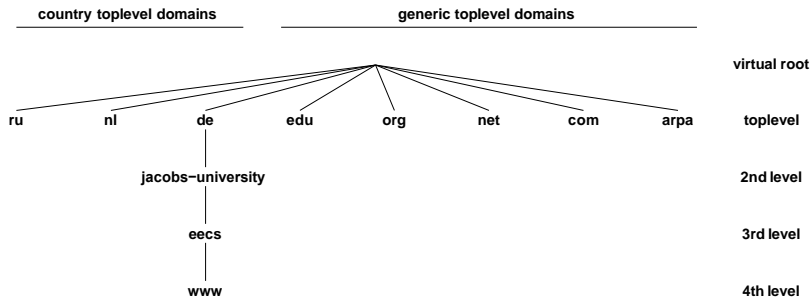 country toplevel domains generic toplevel domains
virtual root
ru nl de edu org net com arpa toplevel
jacobs−university 2nd level
eecs 3rd level
www 4th level